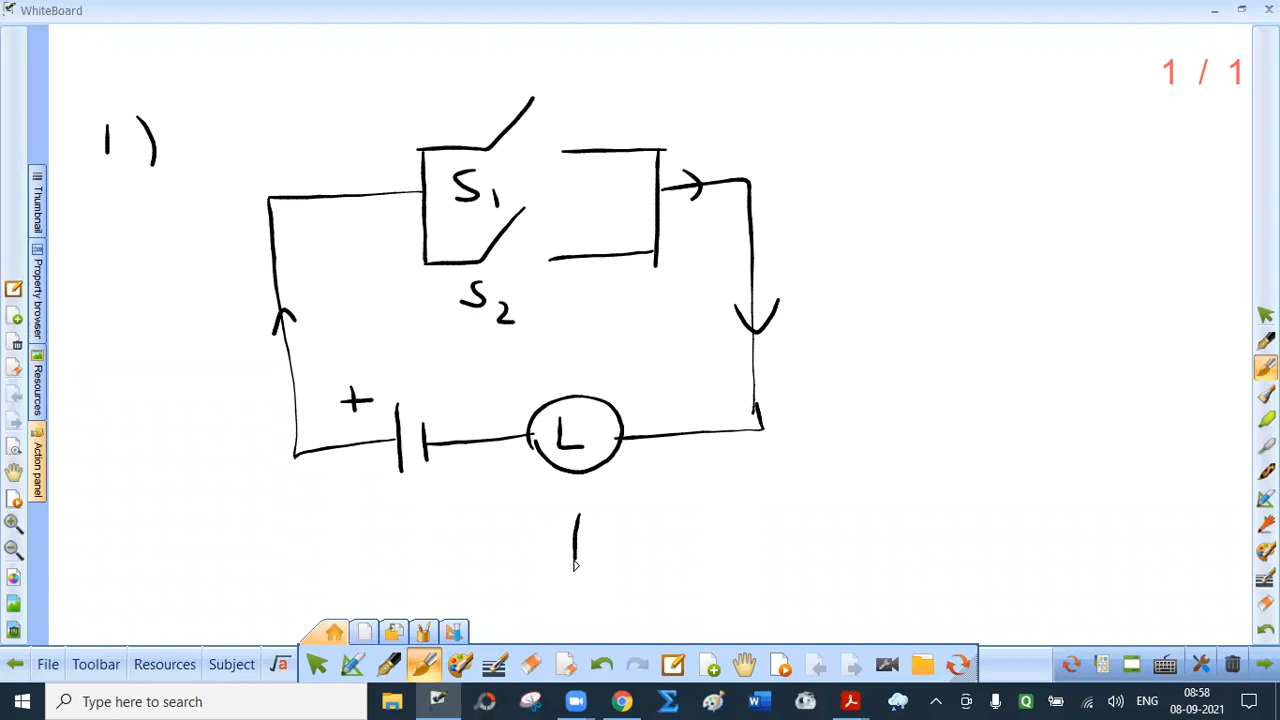 WhiteBoard
1 / 1
1)
S1
S2
+
L
Thumbnail
Property browser
Resources
Action panel
File
Toolbar
Resources
Subject
√a
Type here to search
ENG
08:58
08-09-2021